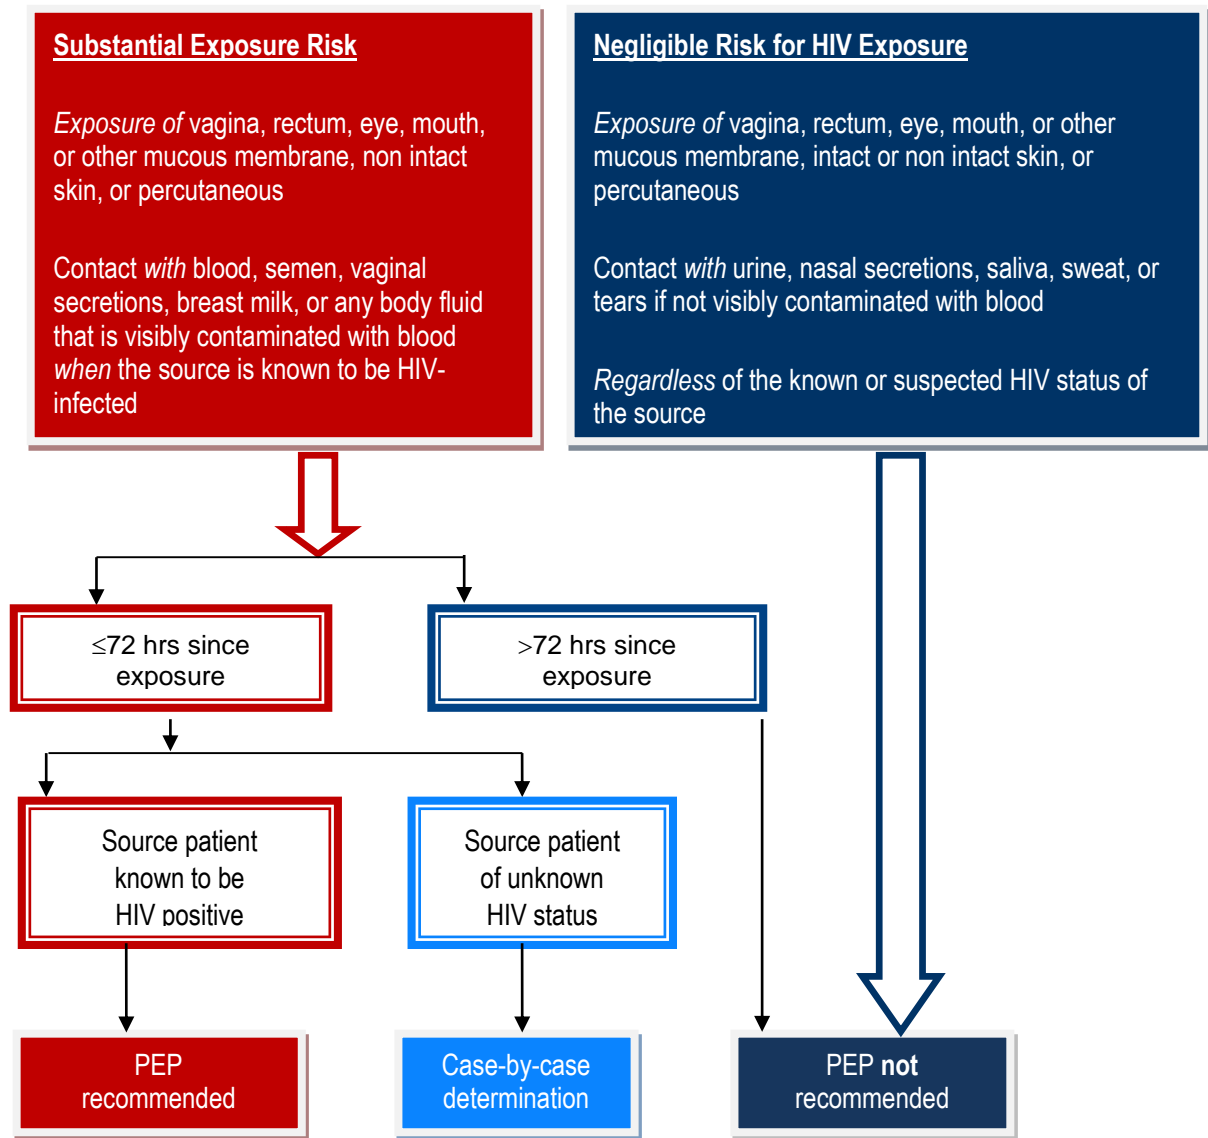 Substantial Exposure Risk
Exposure of vagina, rectum, eye, mouth,
or other mucous membrane, non intact
skin, or percutaneous
Contact with blood, semen, vaginal
secretions, breast milk, or any body fluid
that is visibly contaminated with blood
when the source is known to be HIV-
infected
Negligible Risk for HIV Exposure
Exposure of vagina, rectum, eye, mouth, or other
mucous membrane, intact or non intact skin, or
percutaneous
Contact with urine, nasal secretions, saliva, sweat, or
tears if not visibly contaminated with blood
Regardless of the known or suspected HIV status of
the source
≤72 hrs since
exposure
>72 hrs since
exposure
Source patient
known to be
HIV positive
Source patient
of unknown
HIV status
PEP
recommended
Case-by-case
determination
PEP not
recommended